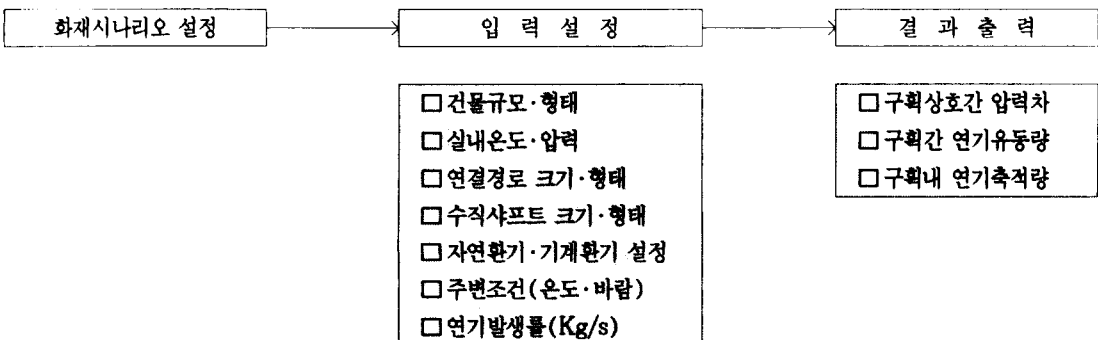 화재시나리오 설정
입 력 설 정
결 과 출 력
□ 건물규모·형태
□ 실내온도·압력
□ 연결경로 크기·형태
□ 수직샤프트 크기·형태
□ 자연환기·기계환기 설정
□ 주변조건(온도·바람)
□ 연기발생률(Kg/s)
□ 구획상호간 압력차
□ 구획간 연기유동량
□ 구획내 연기축적량